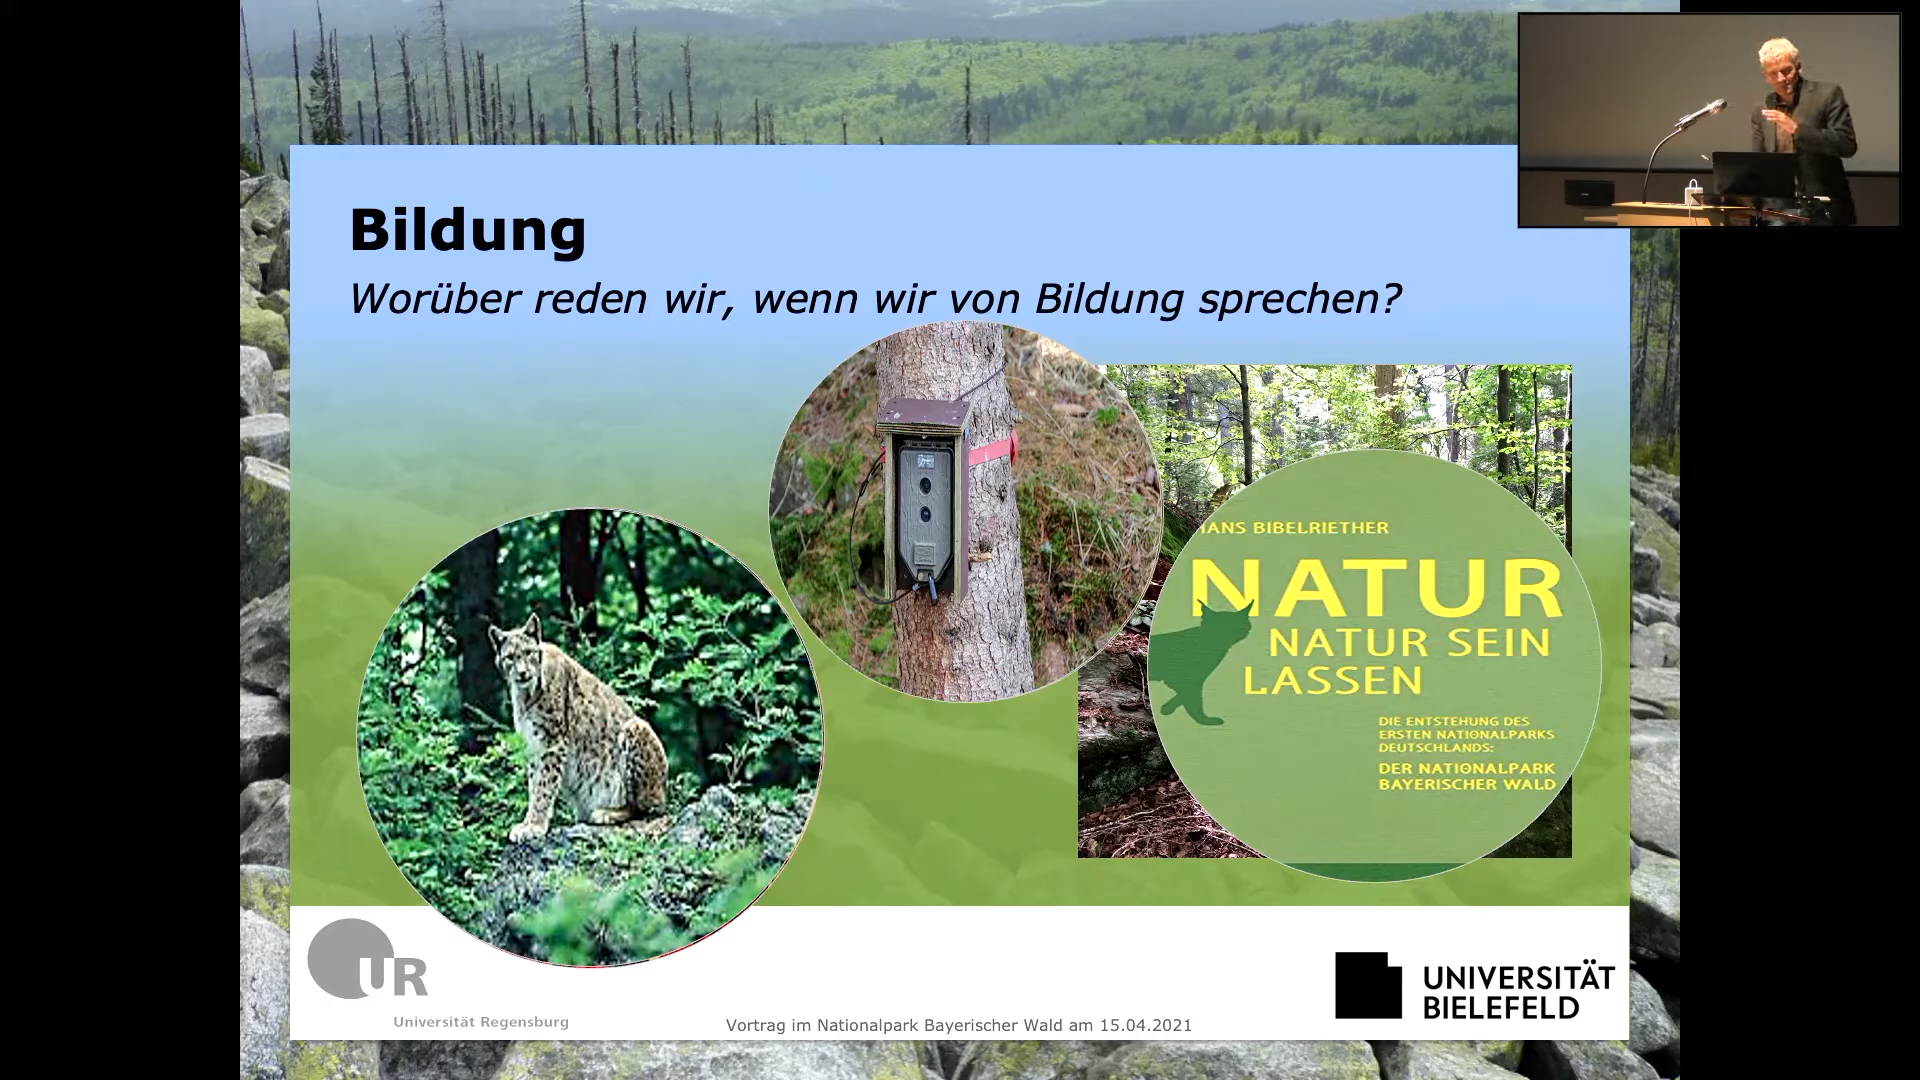 Bildung
Worüber reden wir, wenn wir von Bildung sprechen?
HANS BIBELRIETHER
NATUR
NATUR SEIN
LASSEN
DIE ENTSTEHUNG DES
ERSTEN NATIONALPARKS
DEUTSCHLANDS:
DER NATIONALPARK
BAYERISCHER WALD
UR
Universität Regensburg
Vortrag im Nationalpark Bayerischer Wald am 15.04.2021
UNIVERSITÄT
BIELEFELD